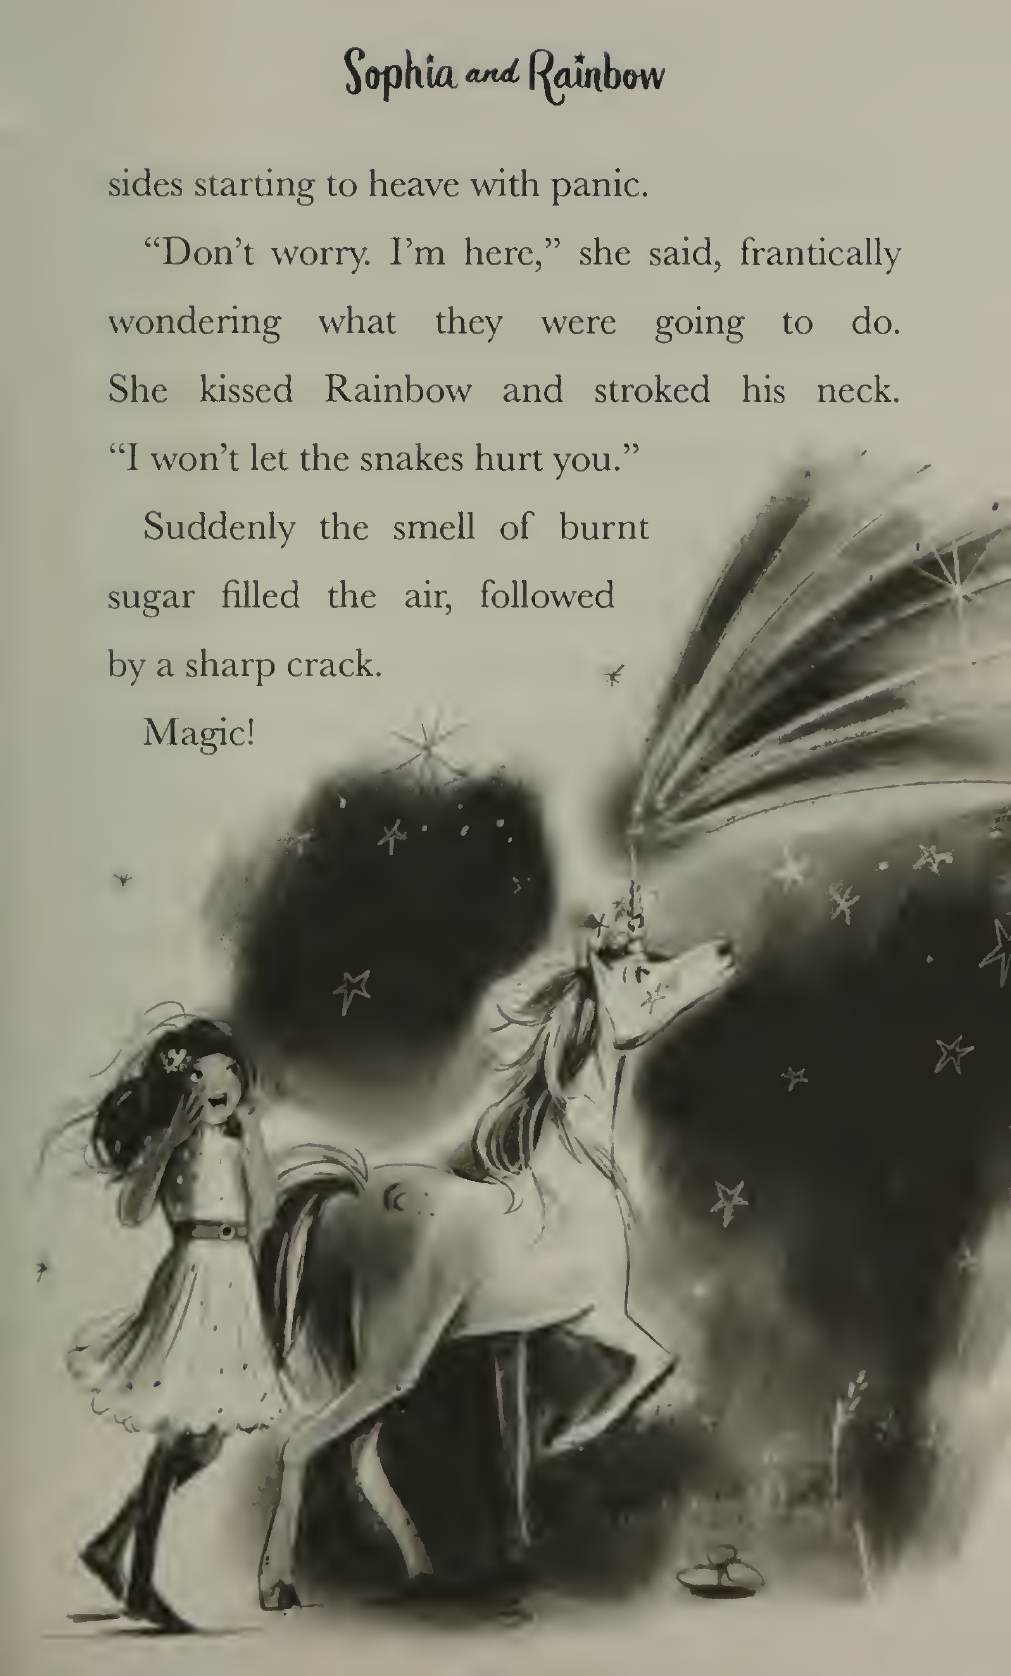 Sophia and Rainbow
sides starting to heave with panic.
“Don’t worry. I’m here,” she said, frantically
wondering what they were going to do.
She kissed Rainbow and stroked his neck.
“I won’t let the snakes hurt you.”
Suddenly the smell of burnt
sugar filled the air, followed
by a sharp crack.
Magic!